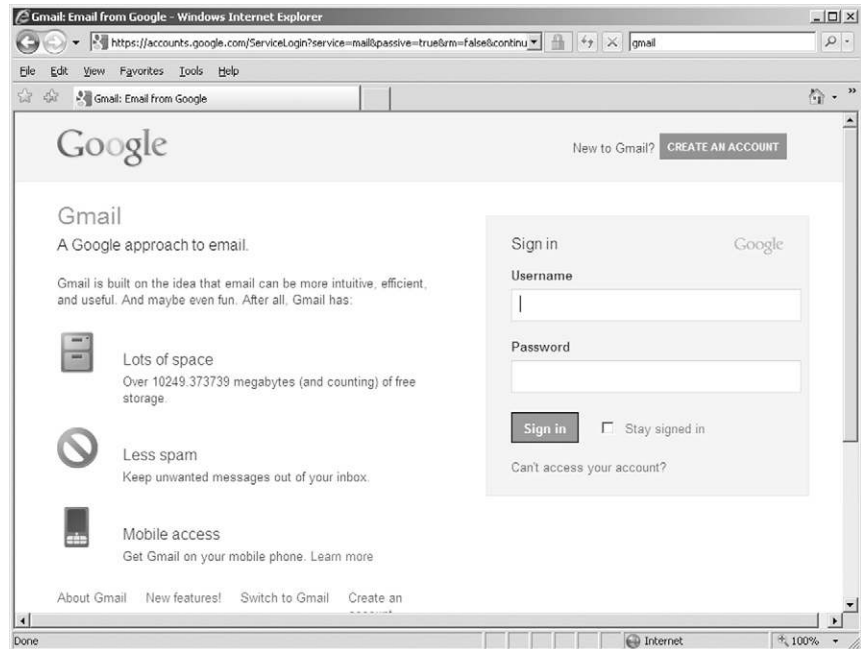 Gmail: Email from Google - Windows Internet Explorer
https://accounts.google.com/ServiceLogin?service=mail&passive=true&rm=false&continu
gmail
File Edit View Favorites Tools Help
Gmail: Email from Google
Google
New to Gmail? CREATE AN ACCOUNT
Gmail
A Google approach to email.
Gmail is built on the idea that email can be more intuitive, efficient,
and useful. And maybe even fun. After all, Gmail has:
Lots of space
Over 10249.373739 megabytes (and counting) of free
storage.
Less spam
Keep unwanted messages out of your inbox.
Mobile access
Get Gmail on your mobile phone. Learn more
About Gmail New features! Switch to Gmail Create an
Sign in Google
Username
Password
Sign in Stay signed in
Can't access your account?
Done Internet 100%